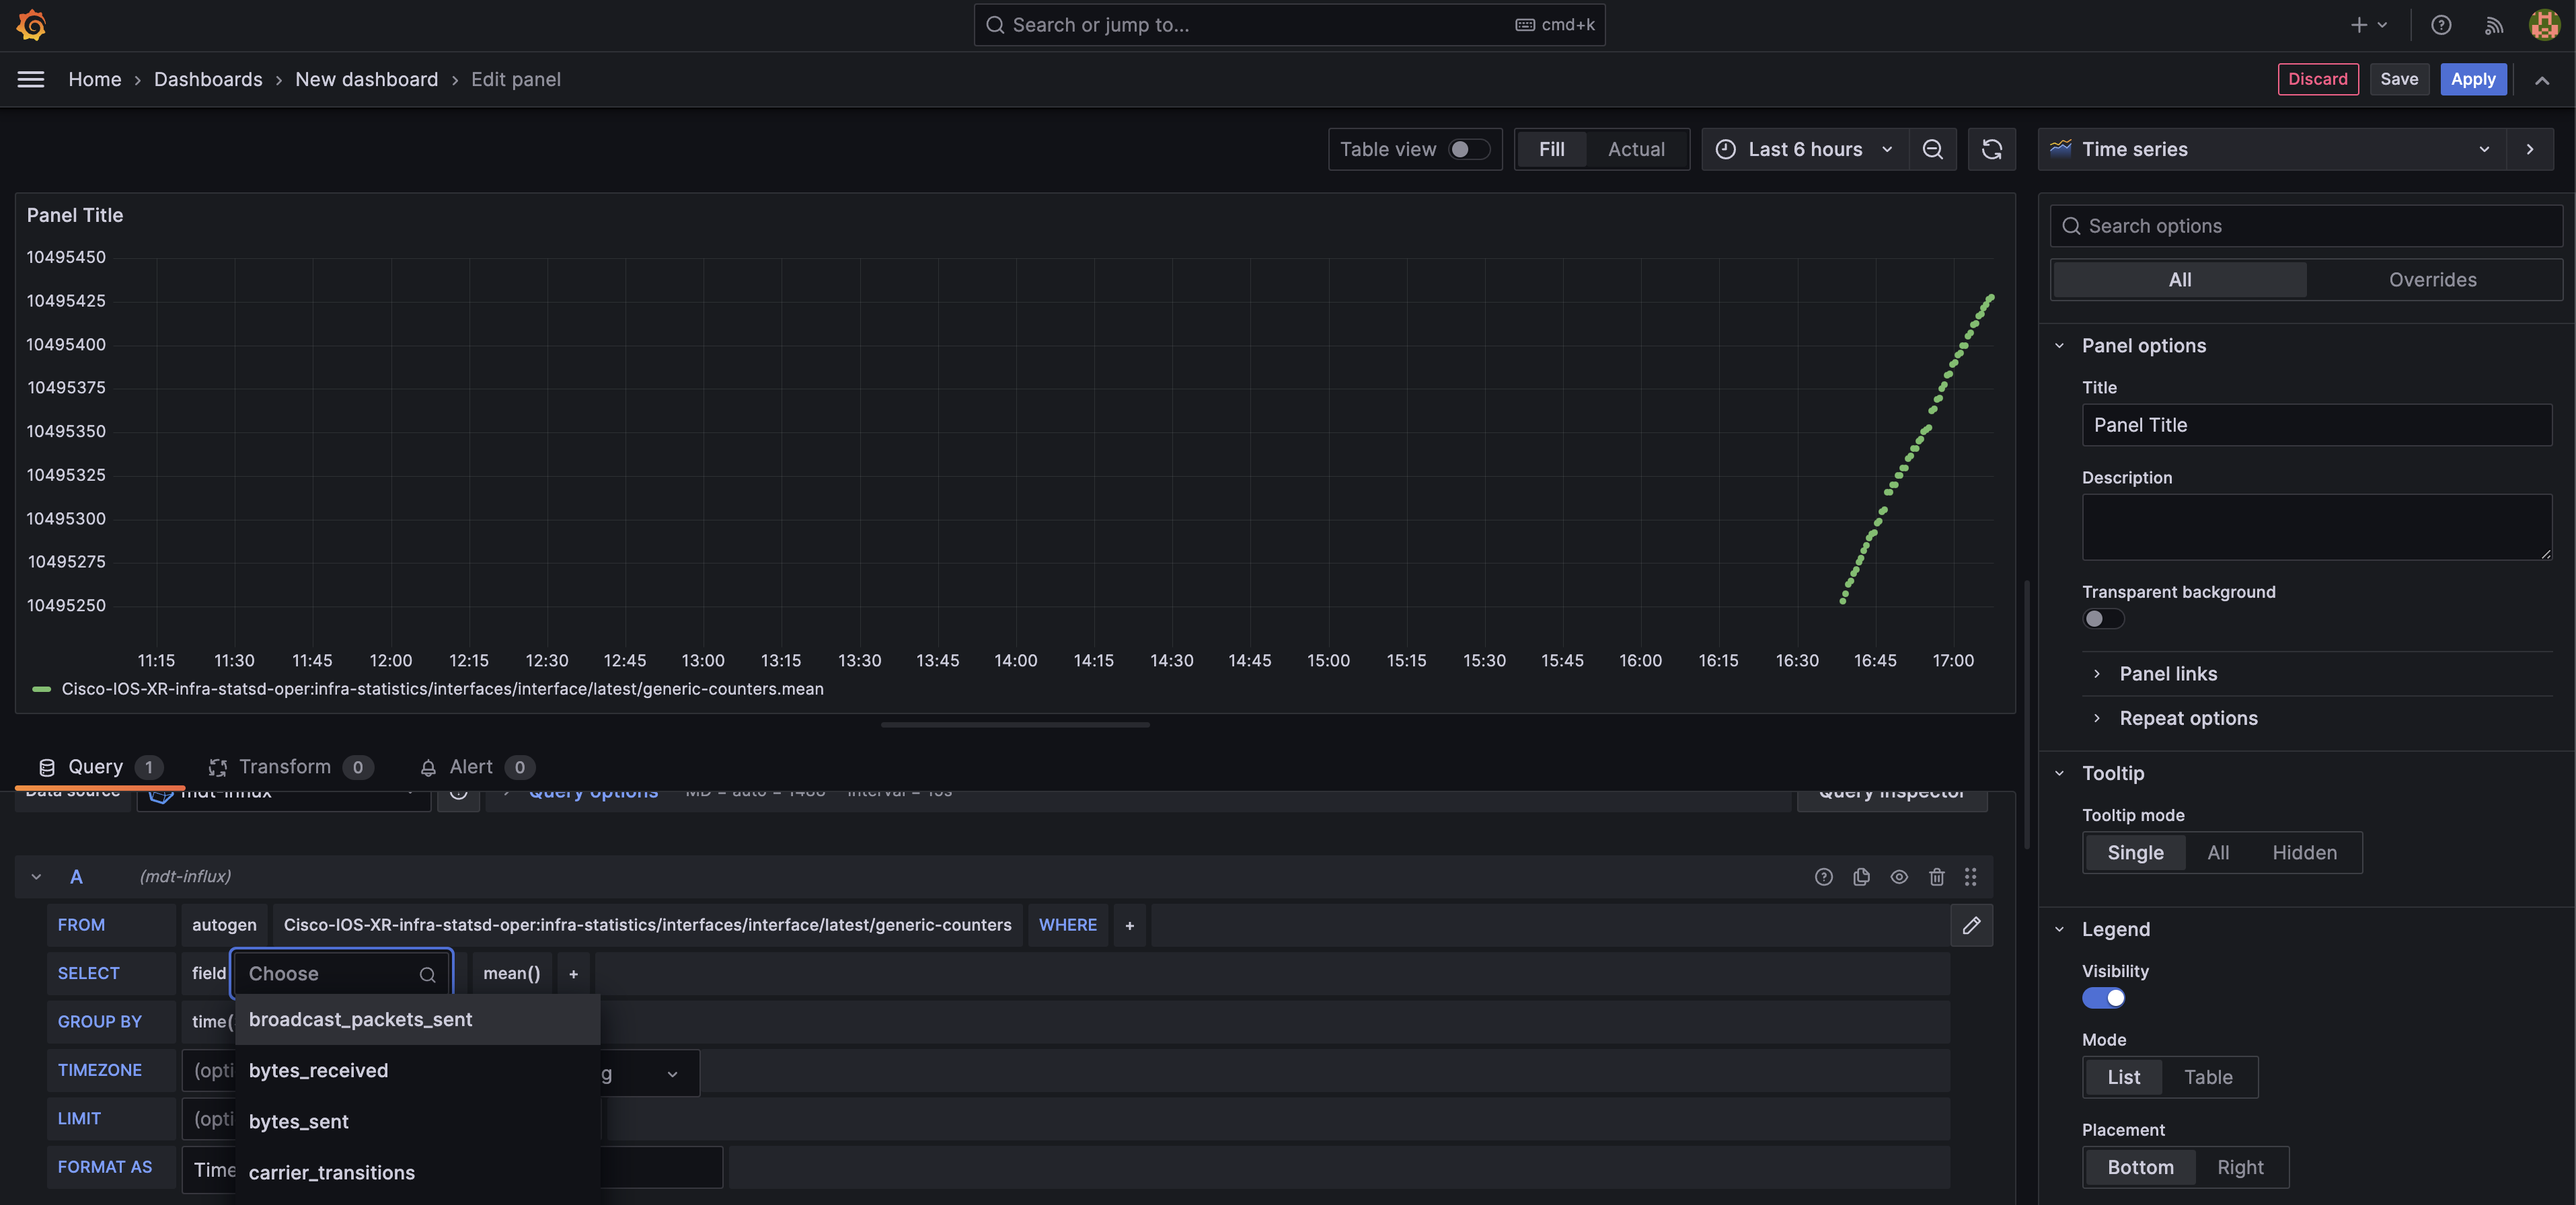 Search or jump to... cmd+k
Home › Dashboards › New dashboard › Edit panel Discard Save Apply
Table view Fill Actual Last 6 hours Time series
Panel Title
10495450
10495425
10495400
10495375
10495350
10495325
10495300
10495275
10495250
11:15 11:30 11:45 12:00 12:15 12:30 12:45 13:00 13:15 13:30 13:45 14:00 14:15 14:30 14:45 15:00 15:15 15:30 15:45 16:00 16:15 16:30 16:45 17:00
Cisco-IOS-XR-infra-statsd-oper:infra-statistics/interfaces/interface/latest/generic-counters.mean
Query 1 Transform 0 Alert 0
Data source mdt-influx Query options MD = auto = 1488 Interval = 15s Query inspector
A (mdt-influx)
FROM autogen Cisco-IOS-XR-infra-statsd-oper:infra-statistics/interfaces/interface/latest/generic-counters WHERE +
SELECT field Choose mean() +
GROUP BY time(
TIMEZONE (opti g
LIMIT (opti
FORMAT AS Time
broadcast_packets_sent
bytes_received
bytes_sent
carrier_transitions
Search options
All Overrides
Panel options
Title
Panel Title
Description
Transparent background
Panel links
Repeat options
Tooltip
Tooltip mode
Single All Hidden
Legend
Visibility
Mode
List Table
Placement
Bottom Right